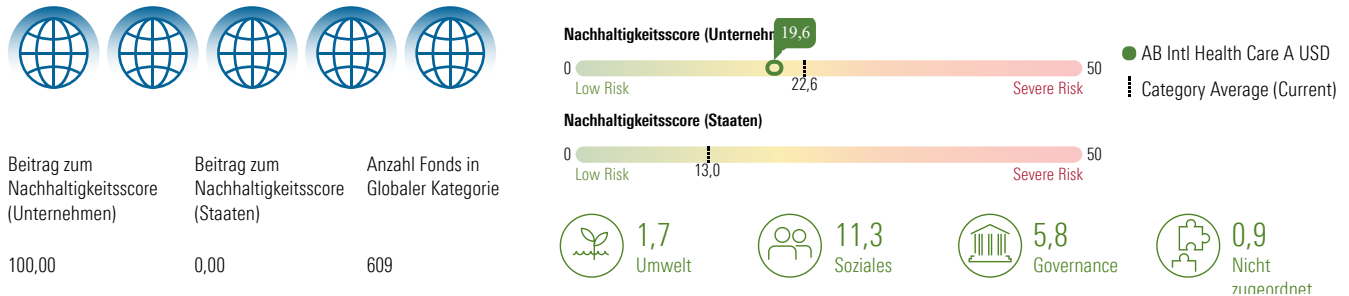 Beitrag zum
Nachhaltigkeitsscore
(Unternehmen)
100,00
Beitrag zum
Nachhaltigkeitsscore
(Staaten)
0,00
Anzahl Fonds in
Globaler Kategorie
609
Nachhaltigkeitsscore (Unternehm
19,6
0
50
Low Risk
22,6
Severe Risk
Nachhaltigkeitsscore (Staaten)
0
50
Low Risk
13,0
Severe Risk
AB Intl Health Care A USD
Category Average (Current)
1,7
Umwelt
11,3
Soziales
5,8
Governance
0,9
Nicht
zugeordnet